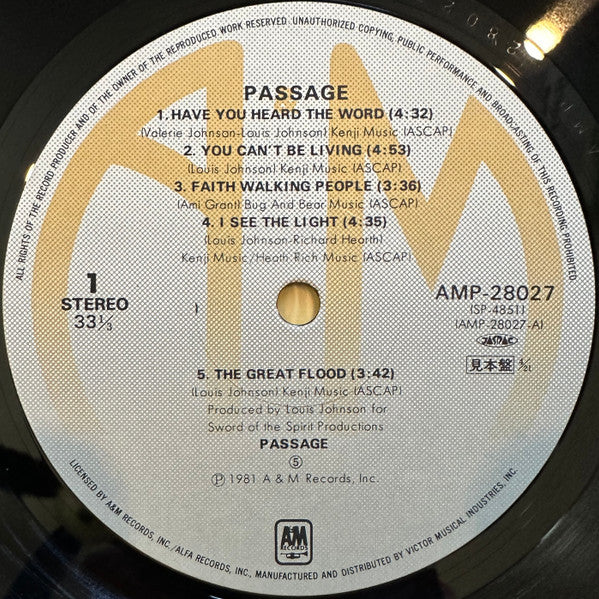 ALL RIGHTS OF THE RECORD PRODUCER AND OF THE OWNER OF THE REPRODUCED WORK RESERVED. UNAUTHORIZED COPYING, PUBLIC PERFORMANCE AND BROADCASTING OF THIS RECORDING PROHIBITED.
PASSAGE
1. HAVE YOU HEARD THE WORD (4:32)
(Valerie Johnson-Louis Johnson) Kenji Music (ASCAP)
2. YOU CAN'T BE LIVING (4:53)
(Louis Johnson) Kenji Music (ASCAP)
3. FAITH WALKING PEOPLE (3:36)
(Ami Grant) Bug And Bear Music (ASCAP)
4. I SEE THE LIGHT (4:35)
(Louis Johnson-Richard Hearth)
Kenji Music/Heath Rich Music (ASCAP)
1
STEREO
33 1/3
AMP-28027
(SP-4851)
(AMP-28027-A)
JASRAC
見本盤 5/21
5. THE GREAT FLOOD (3:42)
(Louis Johnson) Kenji Music (ASCAP)
Produced by Louis Johnson for
Sword of the Spirit Productions
PASSAGE
⑤
Ⓟ 1981 A & M Records, Inc.
AM
RECORDS
LICENSED BY A&M RECORDS, INC./ALFA RECORDS, INC., MANUFACTURED AND DISTRIBUTED BY VICTOR MUSICAL INDUSTRIES, INC.